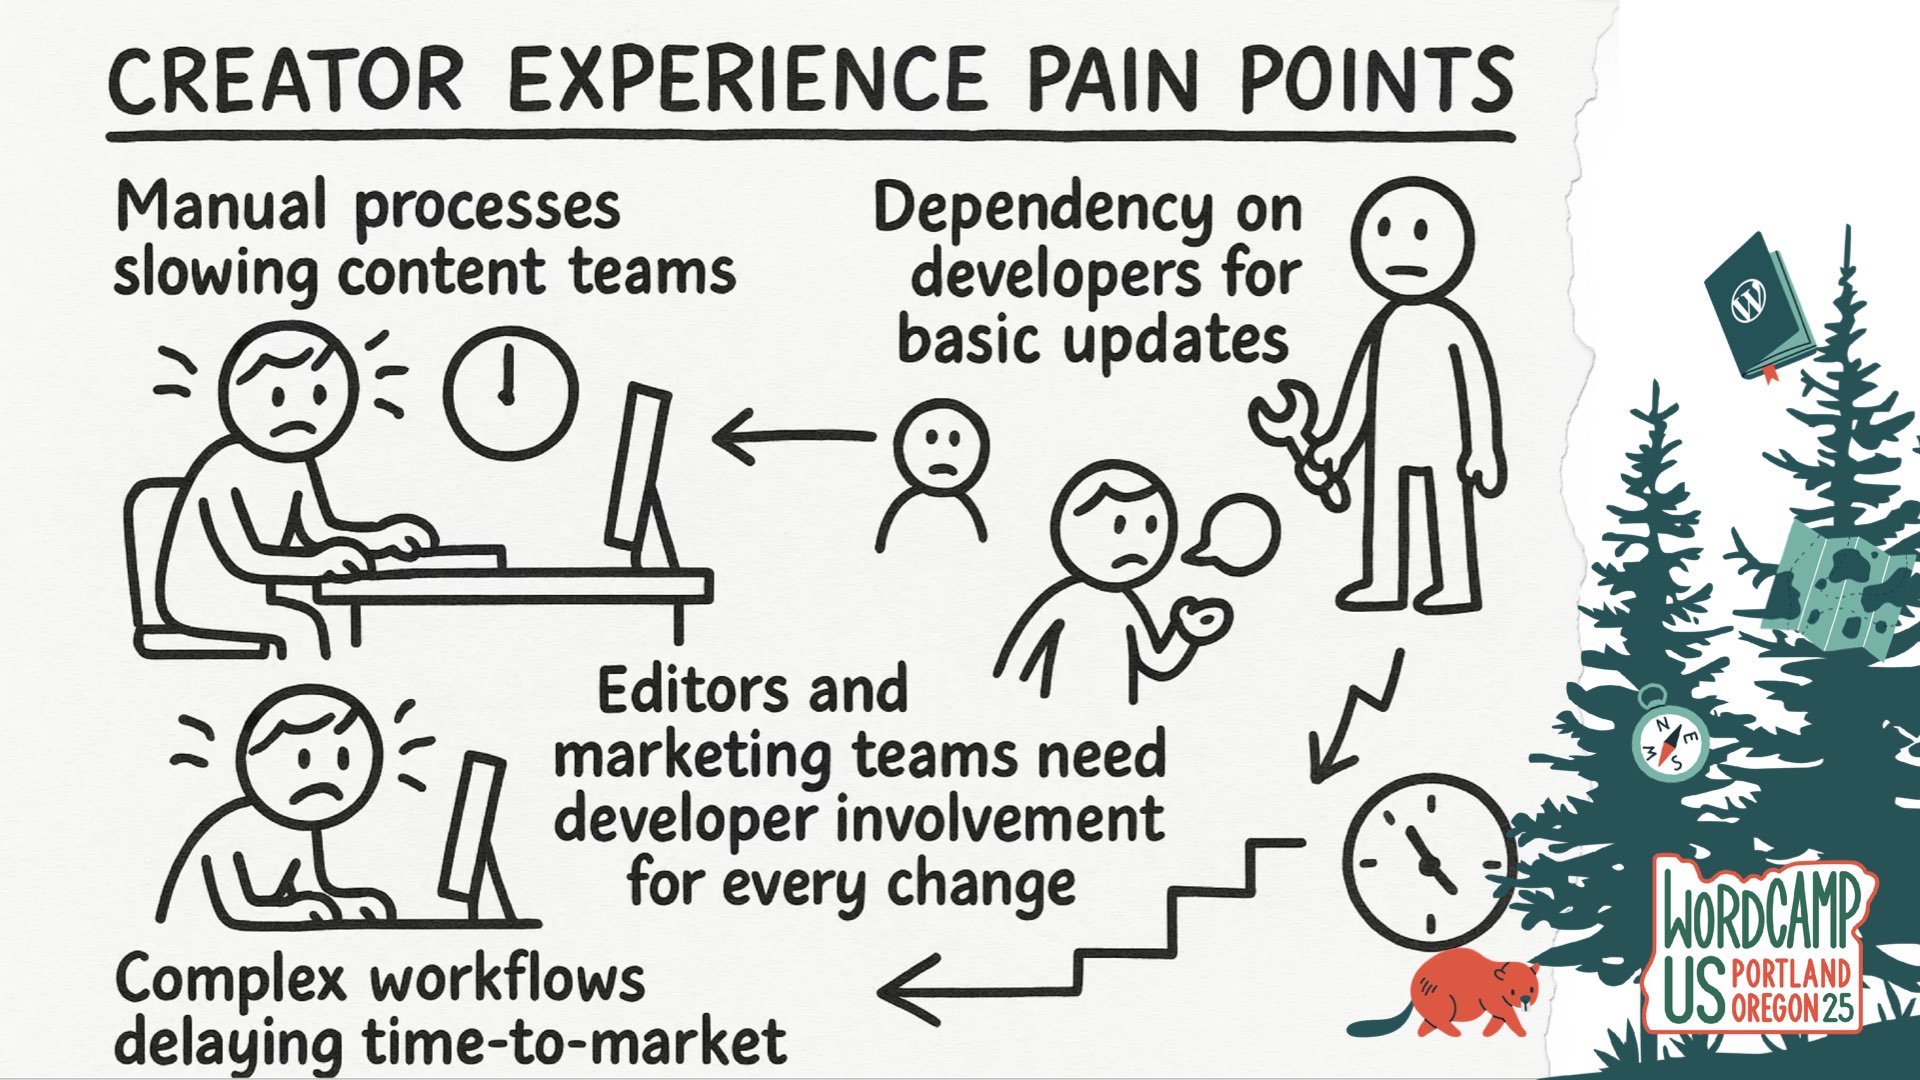 CREATOR EXPERIENCE PAIN POINTS
Manual processes
slowing content teams
Dependency on
developers for
basic updates
Editors and
marketing teams need
developer involvement
for every change
Complex workflows
delaying time-to-market
W
N
E
S
W
WORDCAMP
US PORTLAND
OREGON 25